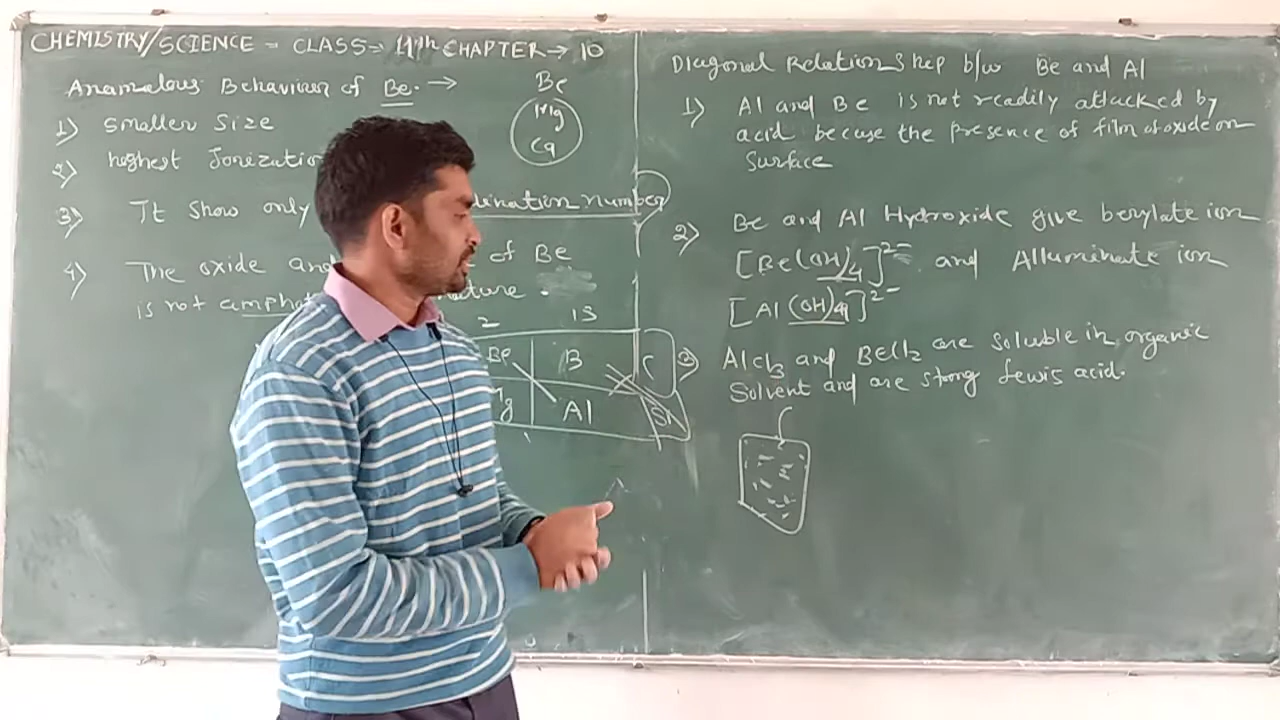 CHEMISTRY/SCIENCE = CLASS= 11th CHAPTER → 10
Anamalous Behaviour of Be. →
1) Smaller Size
2) highest Ionizatio
3) It show only dination number
4) The oxide and of Be
is not ampho nature.
Be
Mg
Ca
2 13
Be B C
g Al Si
Diagonal Relationship b/w Be and Al
1) Al and Be is not readily attacked by
acid becuse the presence of film of oxide on
surface
2) Be and Al Hydroxide give berylate ion
[Be(OH)4]2- and Alluminate ion
[Al(OH)4]2-
3) AlCl3 and BeCl2 are soluble in organic
Solvent and are strong Lewis acid.